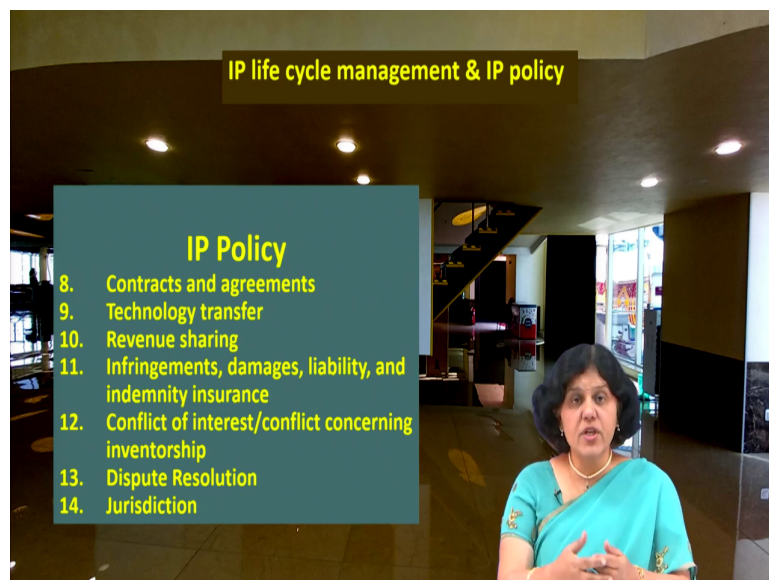 IP life cycle management & IP policy
IP Policy
8. Contracts and agreements
9. Technology transfer
10. Revenue sharing
11. Infringements, damages, liability, and
indemnity insurance
12. Conflict of interest/conflict concerning
inventorship
13. Dispute Resolution
14. Jurisdiction